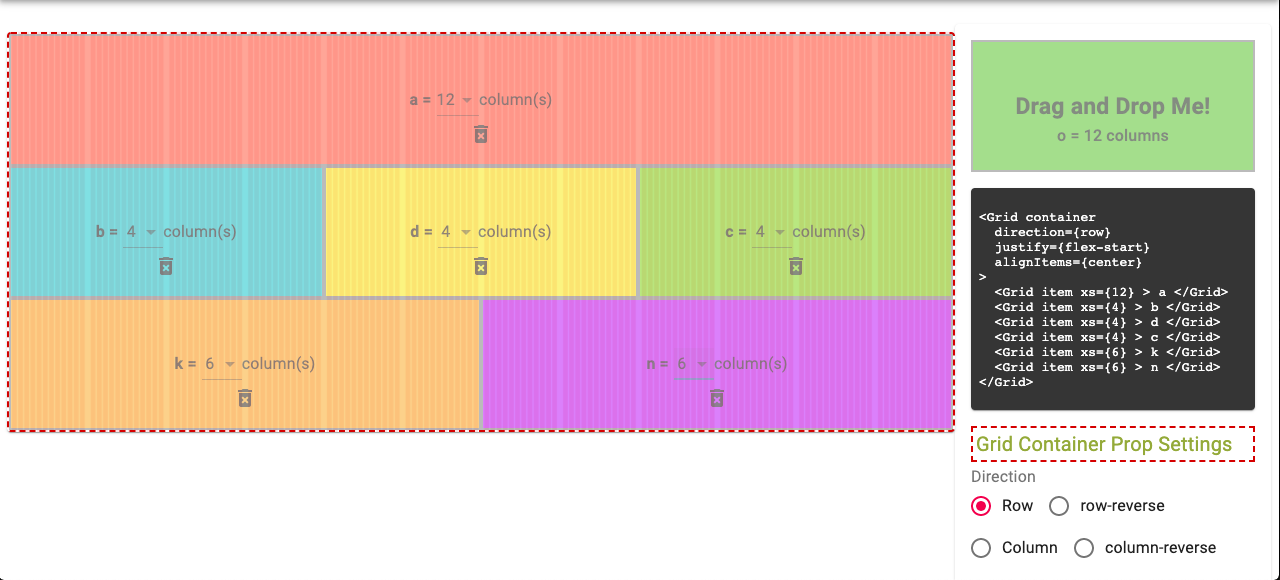 a = 12 column(s)
b = 4 column(s)
d = 4 column(s)
c = 4 column(s)
k = 6 column(s)
n = 6 column(s)
Drag and Drop Me!
o = 12 columns
<Grid container
  direction={row}
  justify={flex-start}
  alignItems={center}
>
  <Grid item xs={12} > a </Grid>
  <Grid item xs={4} > b </Grid>
  <Grid item xs={4} > d </Grid>
  <Grid item xs={4} > c </Grid>
  <Grid item xs={6} > k </Grid>
  <Grid item xs={6} > n </Grid>
</Grid>
Grid Container Prop Settings
Direction
Row row-reverse
Column column-reverse